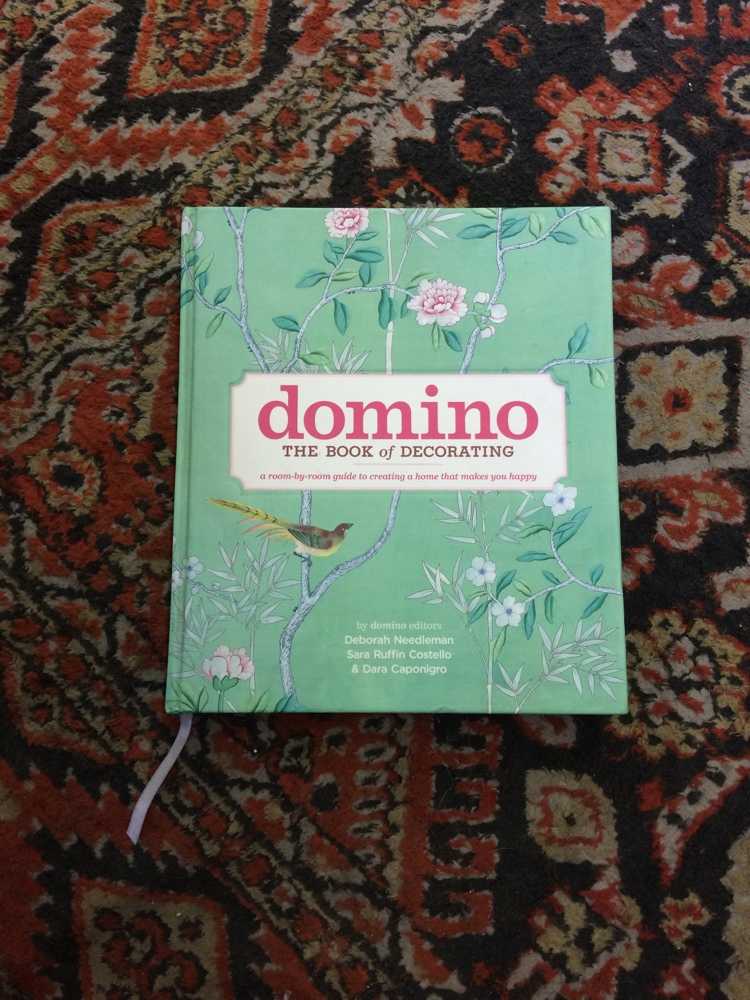 domino
THE BOOK of DECORATING
a room-by-room guide to creating a home that makes you happy
by domino editors
Deborah Needleman
Sara Ruffin Costello
& Dara Caponigro